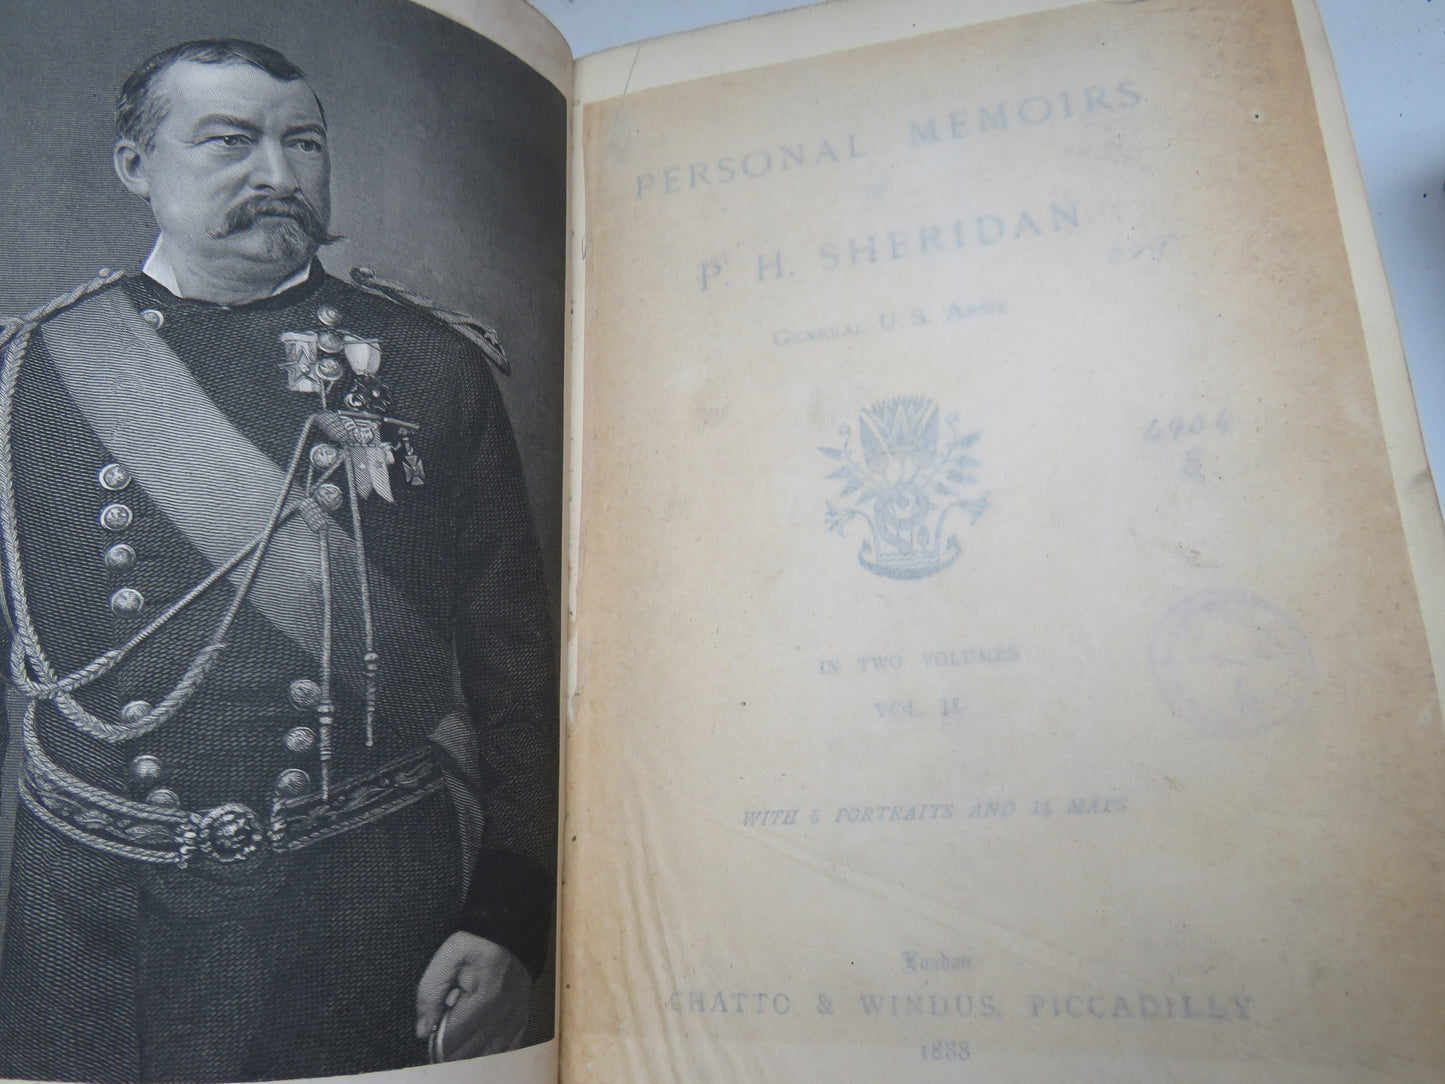 PERSONAL MEMOIRS
OF
P. H. SHERIDAN
GENERAL U. S. ARMY
4904
8
IN TWO VOLUMES
VOL. II.
WITH 6 PORTRAITS AND 14 MAPS
London
CHATTO & WINDUS, PICCADILLY
1888